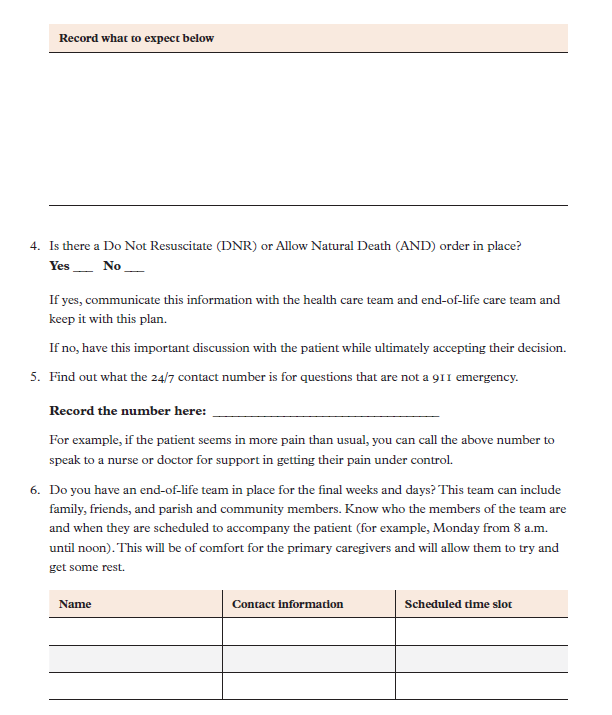 Record what to expect below
4. Is there a Do Not Resuscitate (DNR) or Allow Natural Death (AND) order in place?
Yes ___ No ___
If yes, communicate this information with the health care team and end-of-life care team and
keep it with this plan.
If no, have this important discussion with the patient while ultimately accepting their decision.
5. Find out what the 24/7 contact number is for questions that are not a 911 emergency.
Record the number here: ___________________________________
For example, if the patient seems in more pain than usual, you can call the above number to
speak to a nurse or doctor for support in getting their pain under control.
6. Do you have an end-of-life team in place for the final weeks and days? This team can include
family, friends, and parish and community members. Know who the members of the team are
and when they are scheduled to accompany the patient (for example, Monday from 8 a.m.
until noon). This will be of comfort for the primary caregivers and will allow them to try and
get some rest.
Name Contact information Scheduled time slot